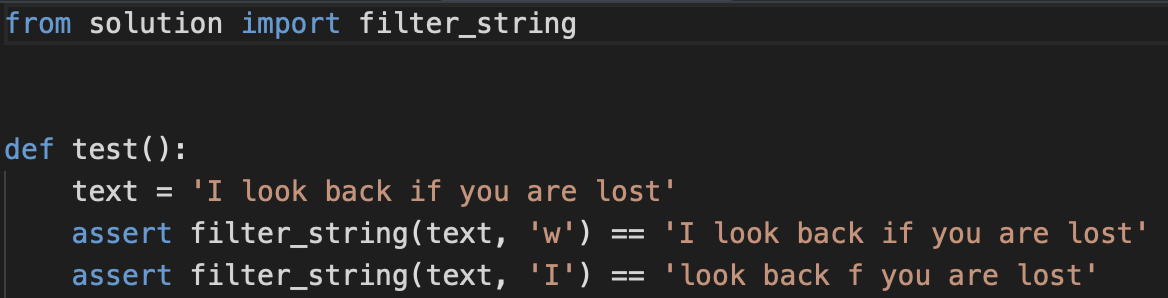 from solution import filter_string
def test():
text = 'I look back if you are lost'
assert filter_string(text, 'w') == 'I look back if you are lost'
assert filter_string(text, 'I') == 'look back f you are lost'